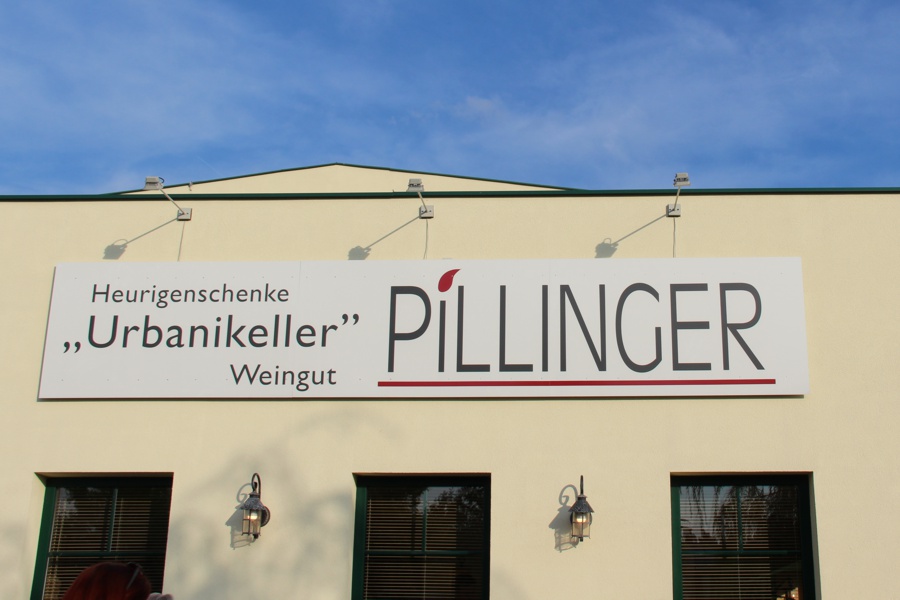 Heurigenschenke
„Urbanikeller”
Weingut
PiLLINGER